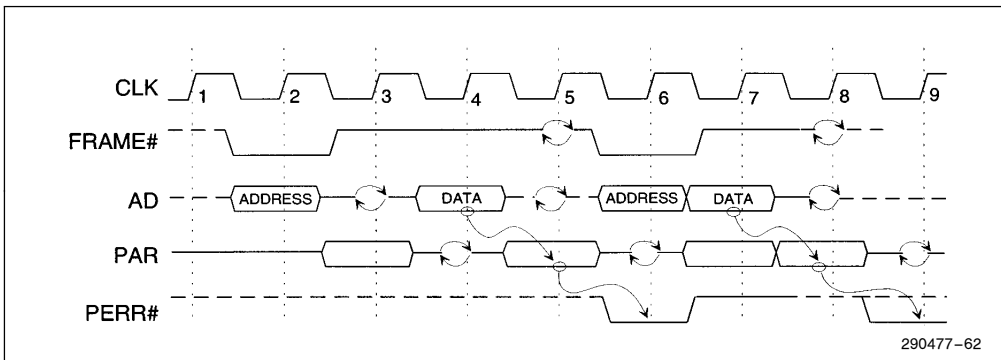 CLK 1 2 3 4 5 6 7 8 9
FRAME#
AD ADDRESS DATA ADDRESS DATA
PAR
PERR#
290477-62